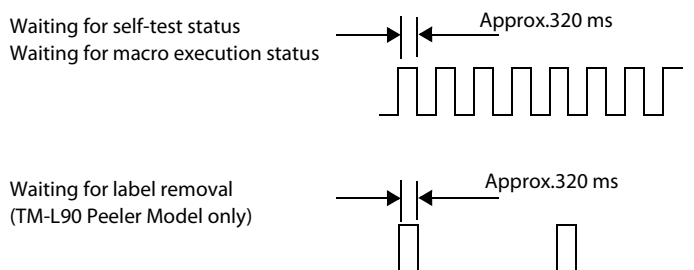 Waiting for self-test status
Waiting for macro execution status
Approx.320 ms
Waiting for label removal
(TM-L90 Peeler Model only)
Approx.320 ms